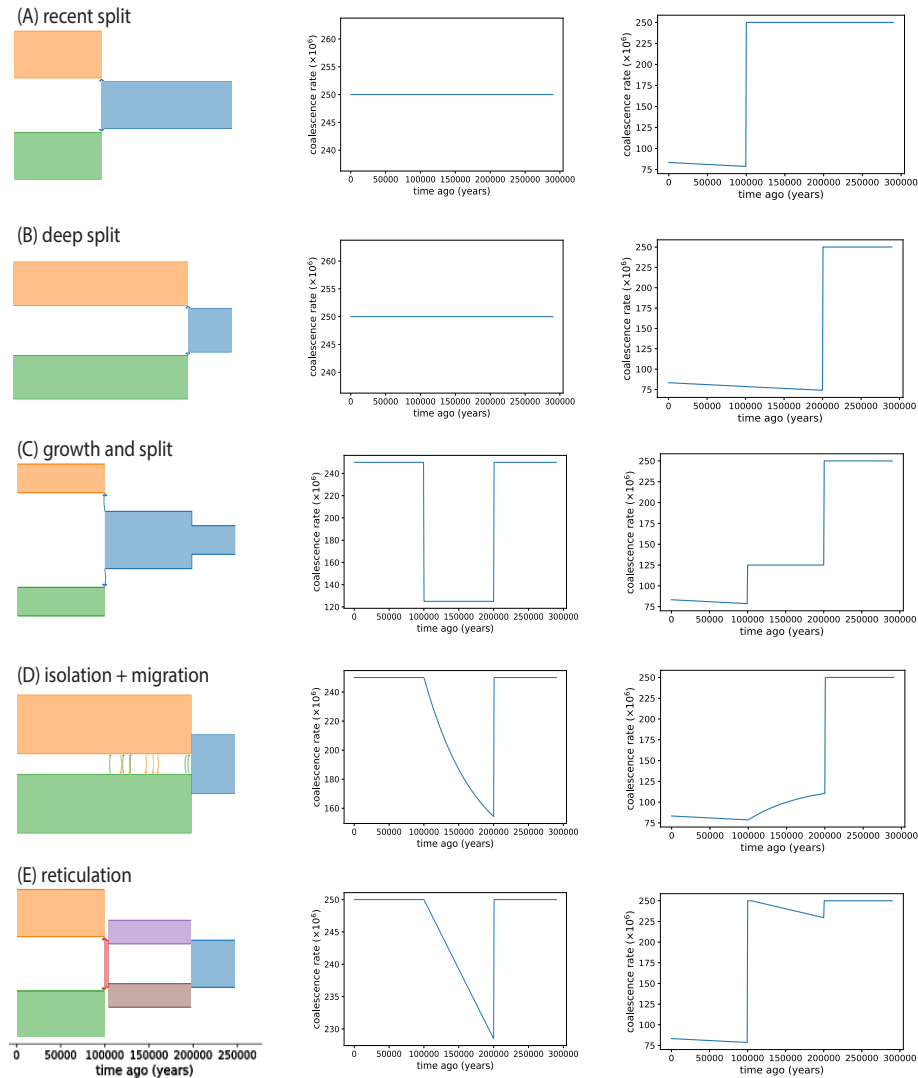 (A) recent split
coalescence rate (×10⁶)
260
255
250
245
240
0 50000 100000 150000 200000 250000 300000
time ago (years)
coalescence rate (×10⁶)
250
225
200
175
150
125
100
75
0 50000 100000 150000 200000 250000 300000
time ago (years)
(B) deep split
coalescence rate (×10⁶)
260
255
250
245
240
0 50000 100000 150000 200000 250000 300000
time ago (years)
coalescence rate (×10⁶)
250
225
200
175
150
125
100
75
0 50000 100000 150000 200000 250000 300000
time ago (years)
(C) growth and split
coalescence rate (×10⁶)
240
220
200
180
160
140
120
0 50000 100000 150000 200000 250000 300000
time ago (years)
coalescence rate (×10⁶)
250
225
200
175
150
125
100
75
0 50000 100000 150000 200000 250000 300000
time ago (years)
(D) isolation + migration
coalescence rate (×10⁶)
240
220
200
180
160
0 50000 100000 150000 200000 250000 300000
time ago (years)
coalescence rate (×10⁶)
250
225
200
175
150
125
100
75
0 50000 100000 150000 200000 250000 300000
time ago (years)
(E) reticulation
0 50000 100000 150000 200000 250000
time ago (years)
coalescence rate (×10⁶)
250
245
240
235
230
0 50000 100000 150000 200000 250000 300000
time ago (years)
coalescence rate (×10⁶)
250
225
200
175
150
125
100
75
0 50000 100000 150000 200000 250000 300000
time ago (years)